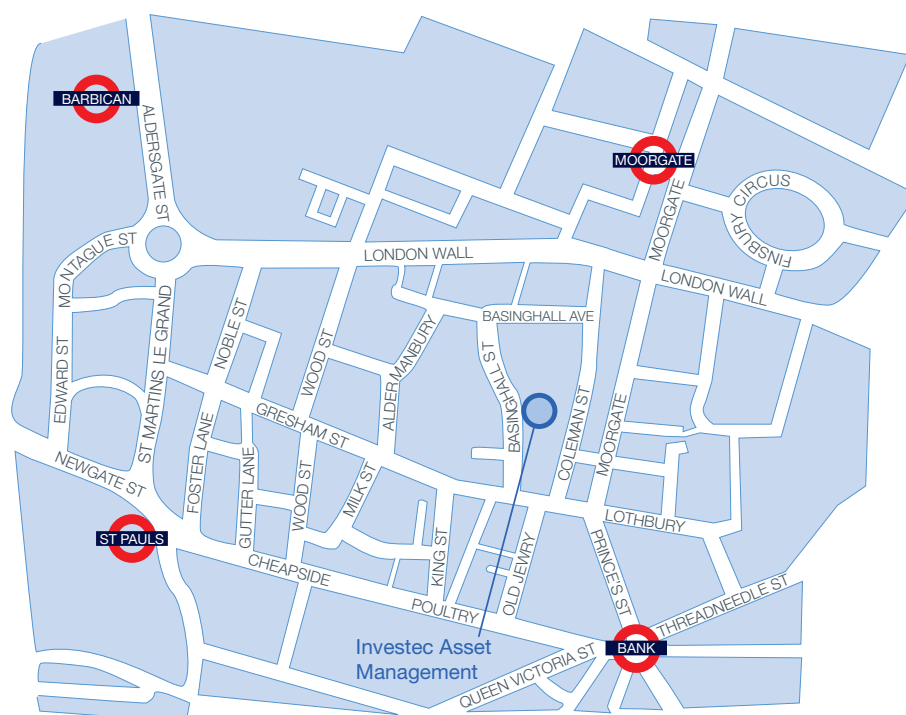 BARBICAN
ALDERSGATE ST
MOORGATE
MOORGATE
FINSBURY CIRCUS
MONTAGUE ST
LONDON WALL
LONDON WALL
ST MARTINS LE GRAND
NOBLE ST
WOOD ST
ALDER MANBURY
BASINGHALL AVE
BASINGHALL ST
EDWARD ST
GRESHAM ST
COLEMAN ST
MOORGATE
NEWGATE ST
FOSTER LANE
GUTTER LANE
WOOD ST
MILK ST
LOTHBURY
ST PAULS
CHEAPSIDE
KING ST
OLD JEWRY
PRINCE'S ST
THREADNEEDLE ST
POULTRY
Investec Asset
Management
QUEEN VICTORIA ST
BANK